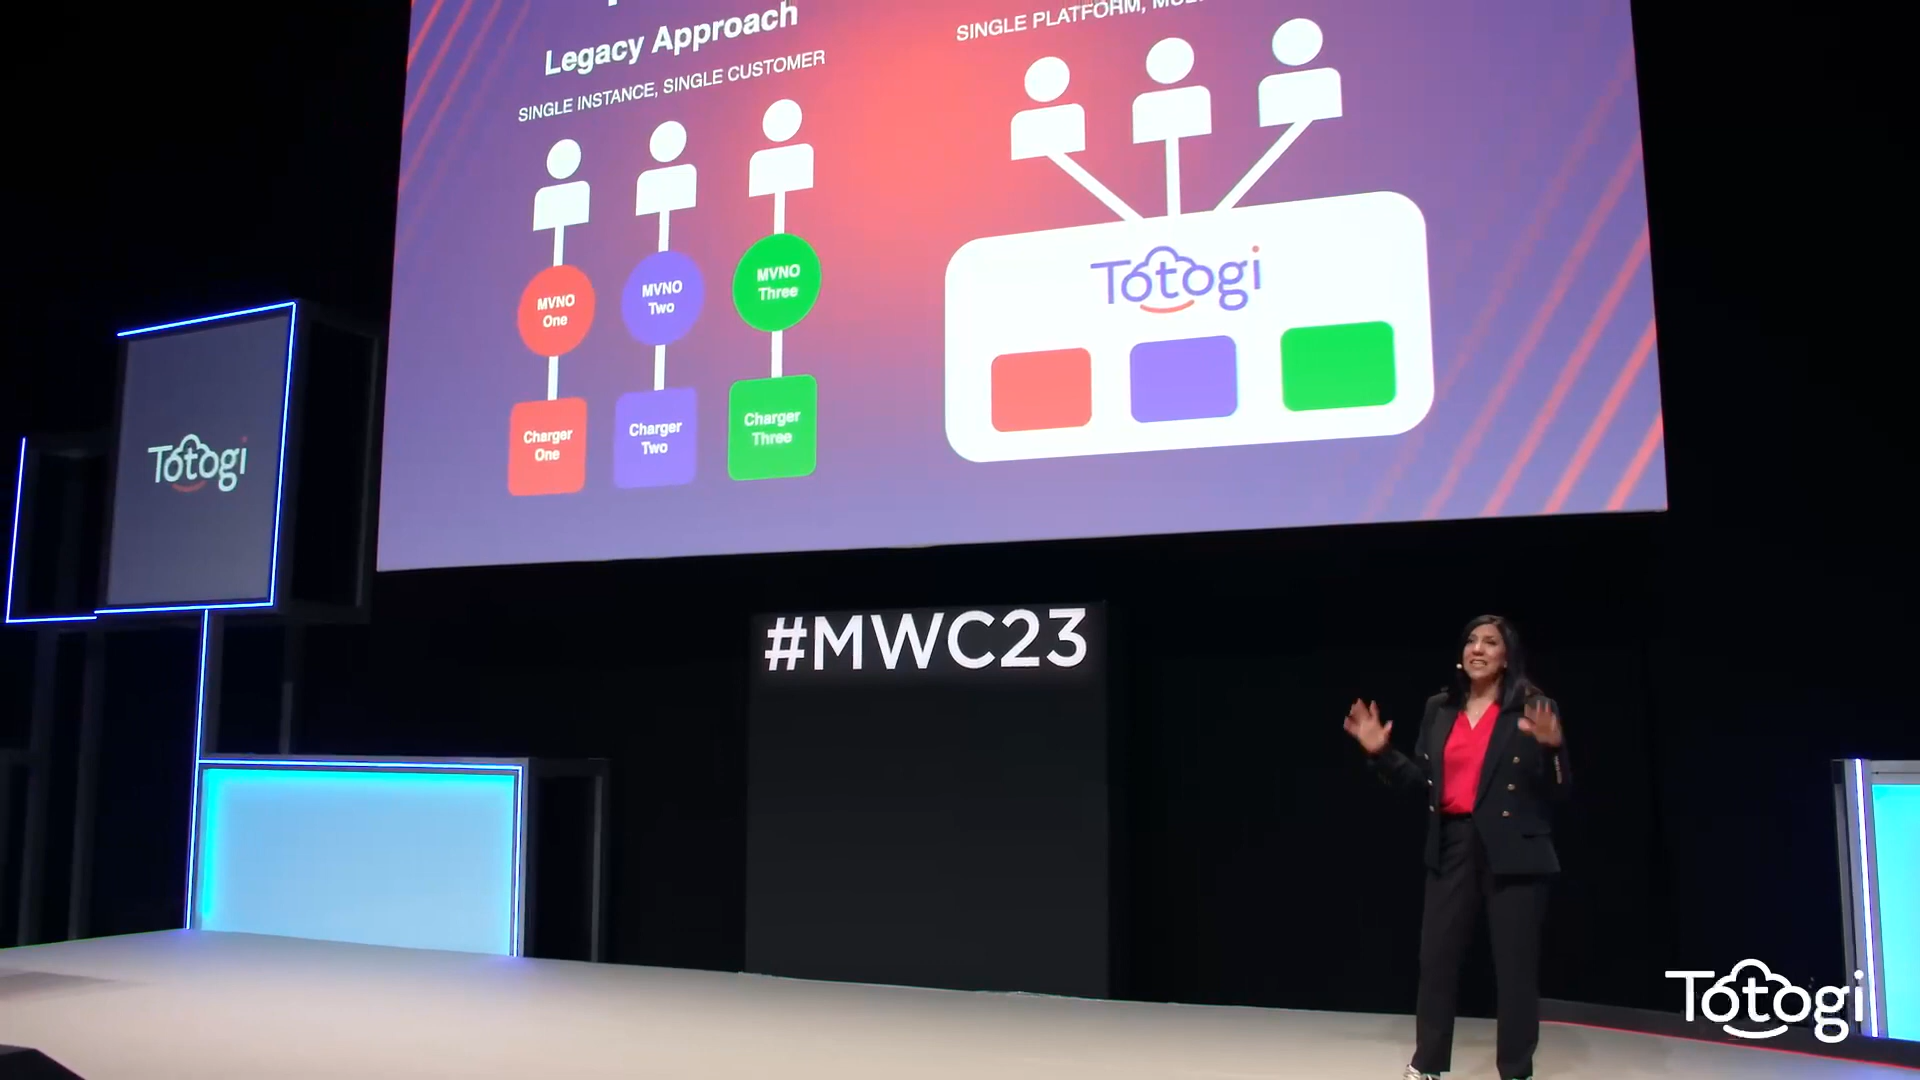 Legacy Approach
SINGLE INSTANCE, SINGLE CUSTOMER
MVNO
One
MVNO
Two
MVNO
Three
Charger
One
Charger
Two
Charger
Three
SINGLE PLATFORM,
Totogi
Totogi
#MWC23
Totogi